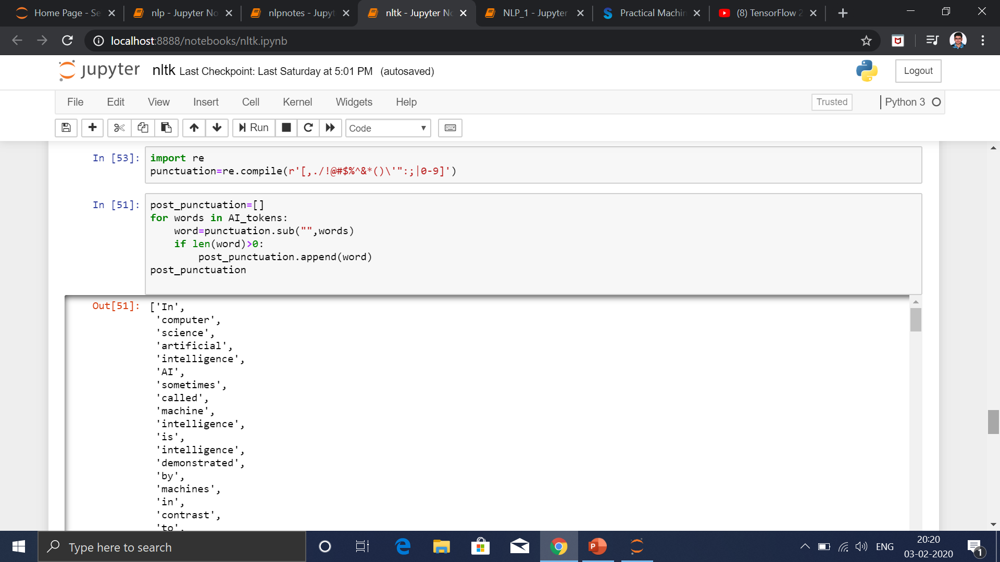 Home Page - Se
nlp - Jupyter No
nlpnotes - Jupyt
nltk - Jupyter No
NLP_1 - Jupyter
Practical Machin
(8) TensorFlow 2
localhost:8888/notebooks/nltk.ipynb
jupyter nltk Last Checkpoint: Last Saturday at 5:01 PM (autosaved)
Logout
File Edit View Insert Cell Kernel Widgets Help
Trusted
Python 3
Run
Code
In [53]: import re
punctuation=re.compile(r'[,./!@#$%^&*()\'":;|0-9]')
In [51]: post_punctuation=[]
for words in AI_tokens:
    word=punctuation.sub("",words)
    if len(word)>0:
        post_punctuation.append(word)
post_punctuation
Out[51]: ['In',
'computer',
'science',
'artificial',
'intelligence',
'AI',
'sometimes',
'called',
'machine',
'intelligence',
'is',
'intelligence',
'demonstrated',
'by',
'machines',
'in',
'contrast',
'to',
Type here to search
ENG
20:20
03-02-2020
1